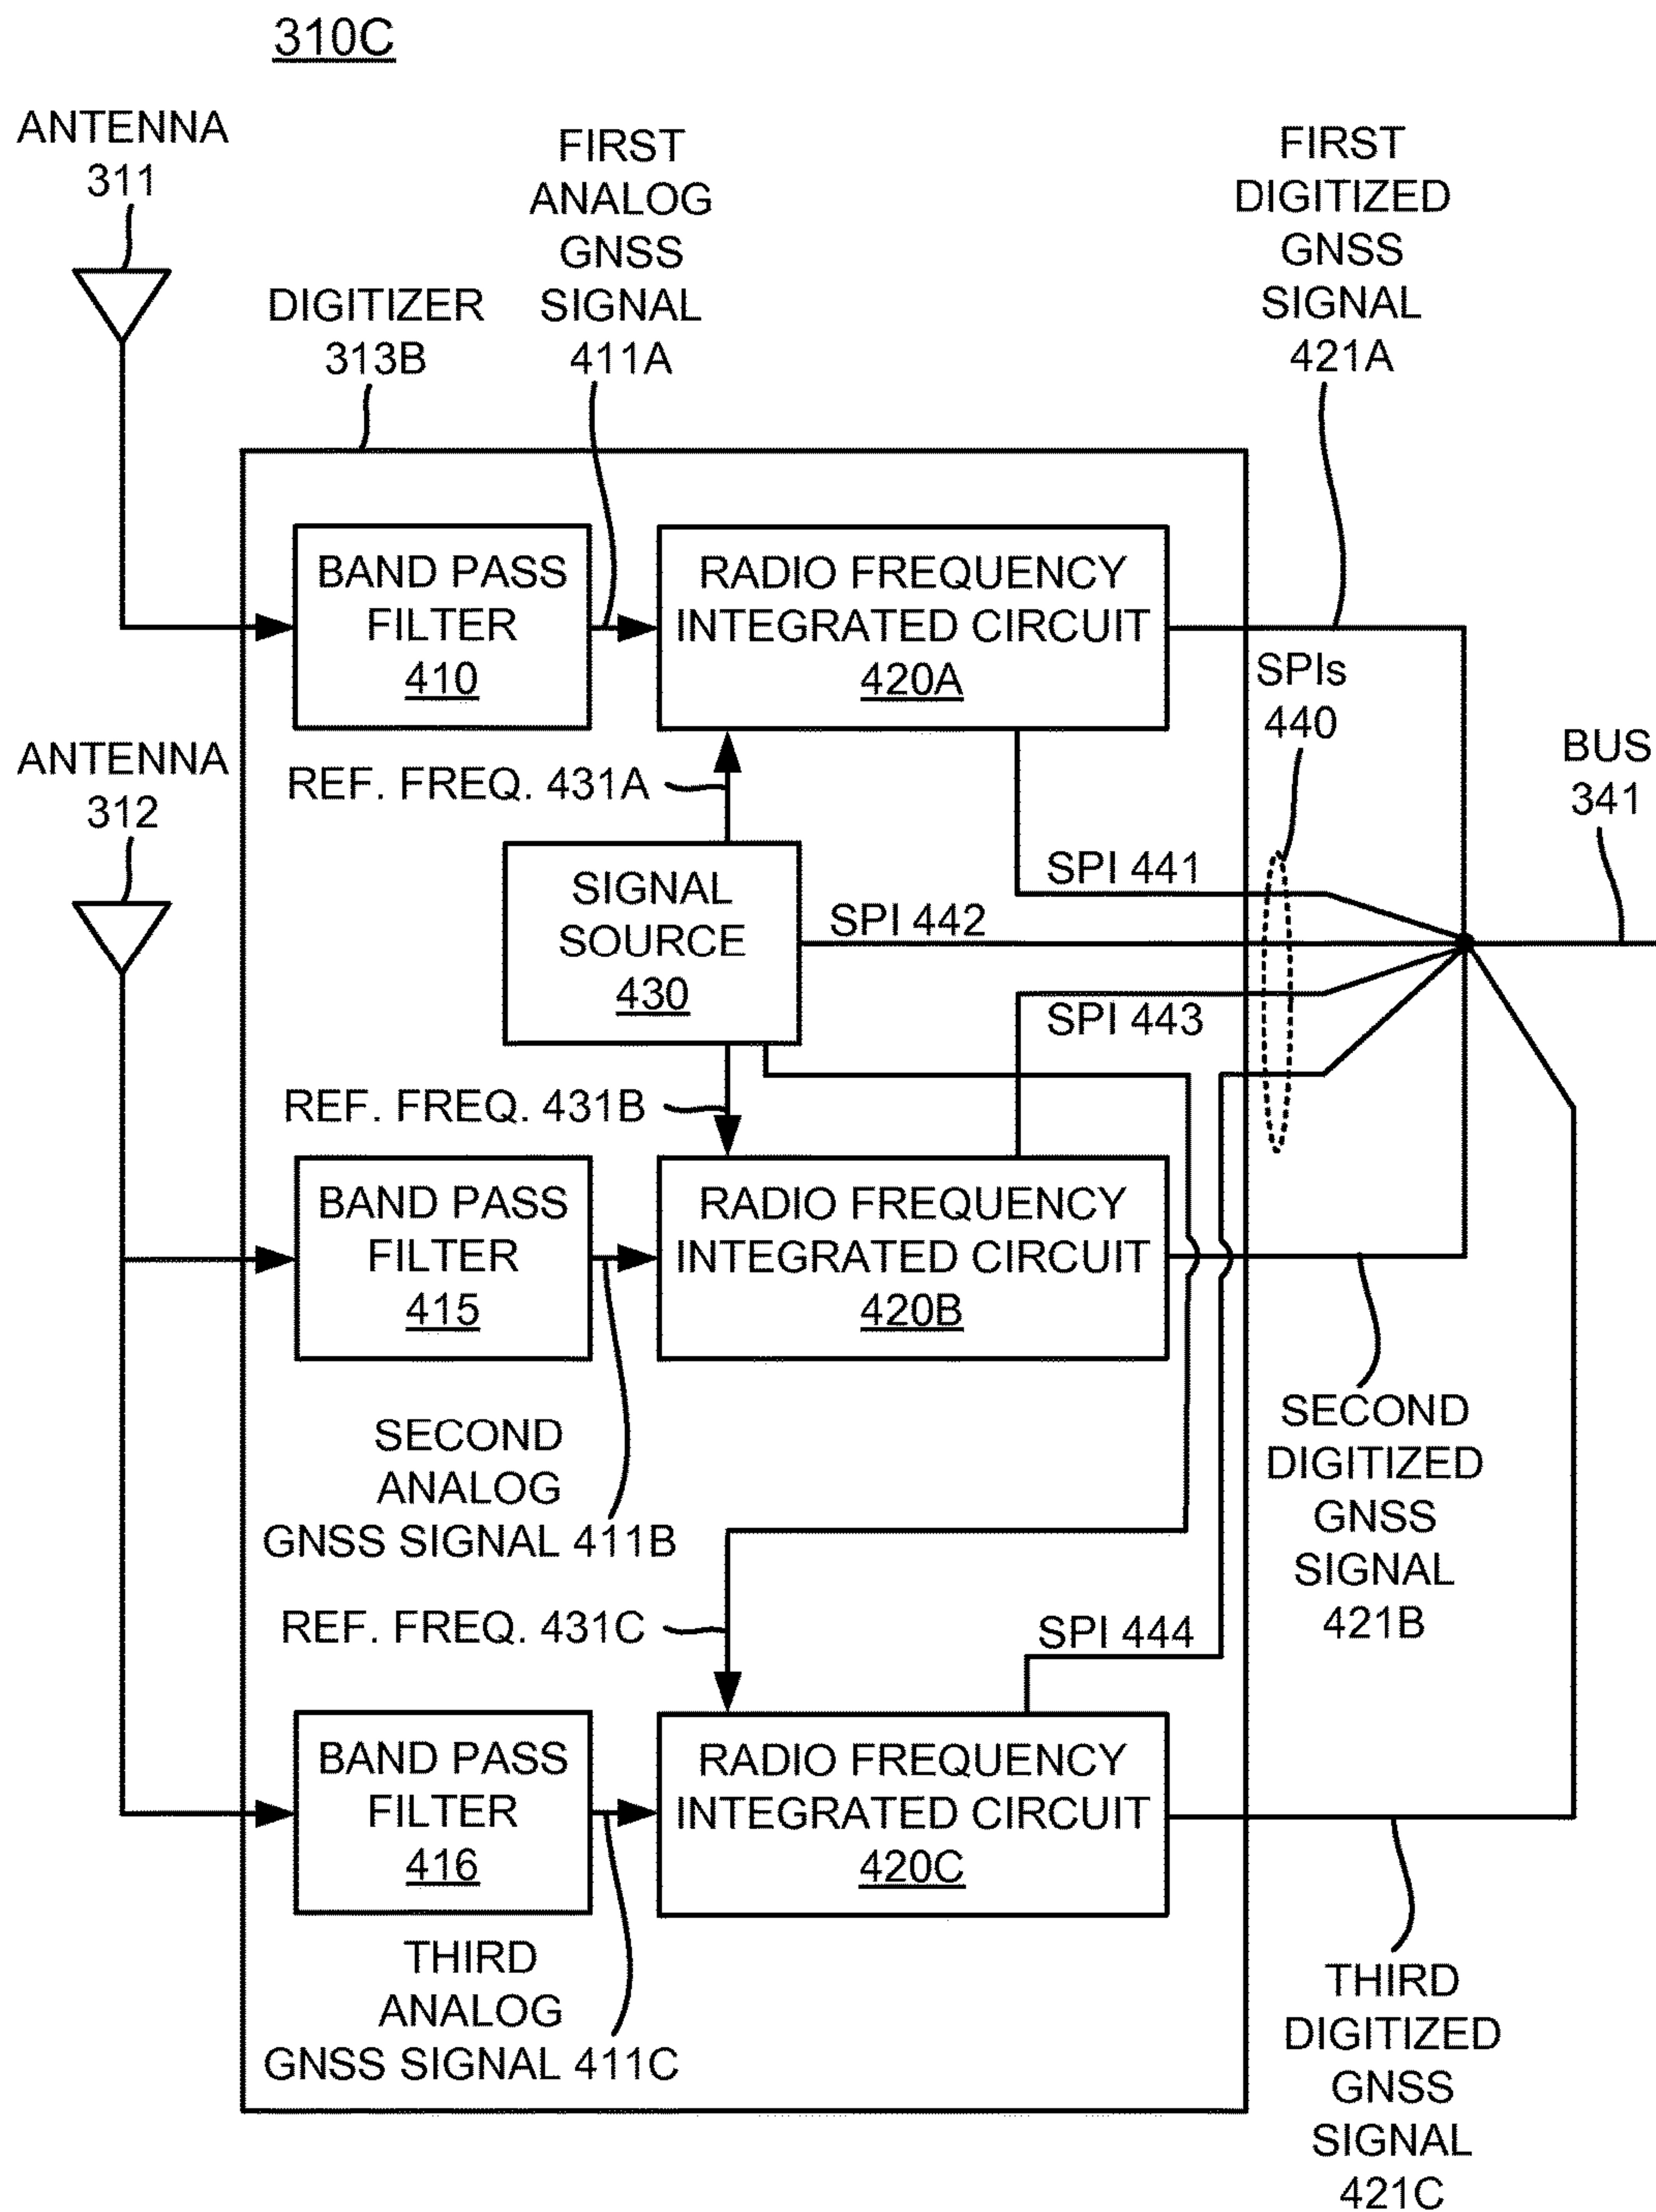 310C
ANTENNA
311
FIRST
ANALOG
GNSS
SIGNAL
411A
FIRST
DIGITIZED
GNSS
SIGNAL
421A
DIGITIZER
313B
BAND PASS
FILTER
410
RADIO FREQUENCY
INTEGRATED CIRCUIT
420A
SPIs
440
BUS
341
ANTENNA
312
REF. FREQ. 431A
SIGNAL
SOURCE
430
SPI 441
SPI 442
SPI 443
REF. FREQ. 431B
BAND PASS
FILTER
415
RADIO FREQUENCY
INTEGRATED CIRCUIT
420B
SECOND
ANALOG
GNSS SIGNAL 411B
SECOND
DIGITIZED
GNSS
SIGNAL
421B
REF. FREQ. 431C
SPI 444
BAND PASS
FILTER
416
RADIO FREQUENCY
INTEGRATED CIRCUIT
420C
THIRD
ANALOG
GNSS SIGNAL 411C
THIRD
DIGITIZED
GNSS
SIGNAL
421C